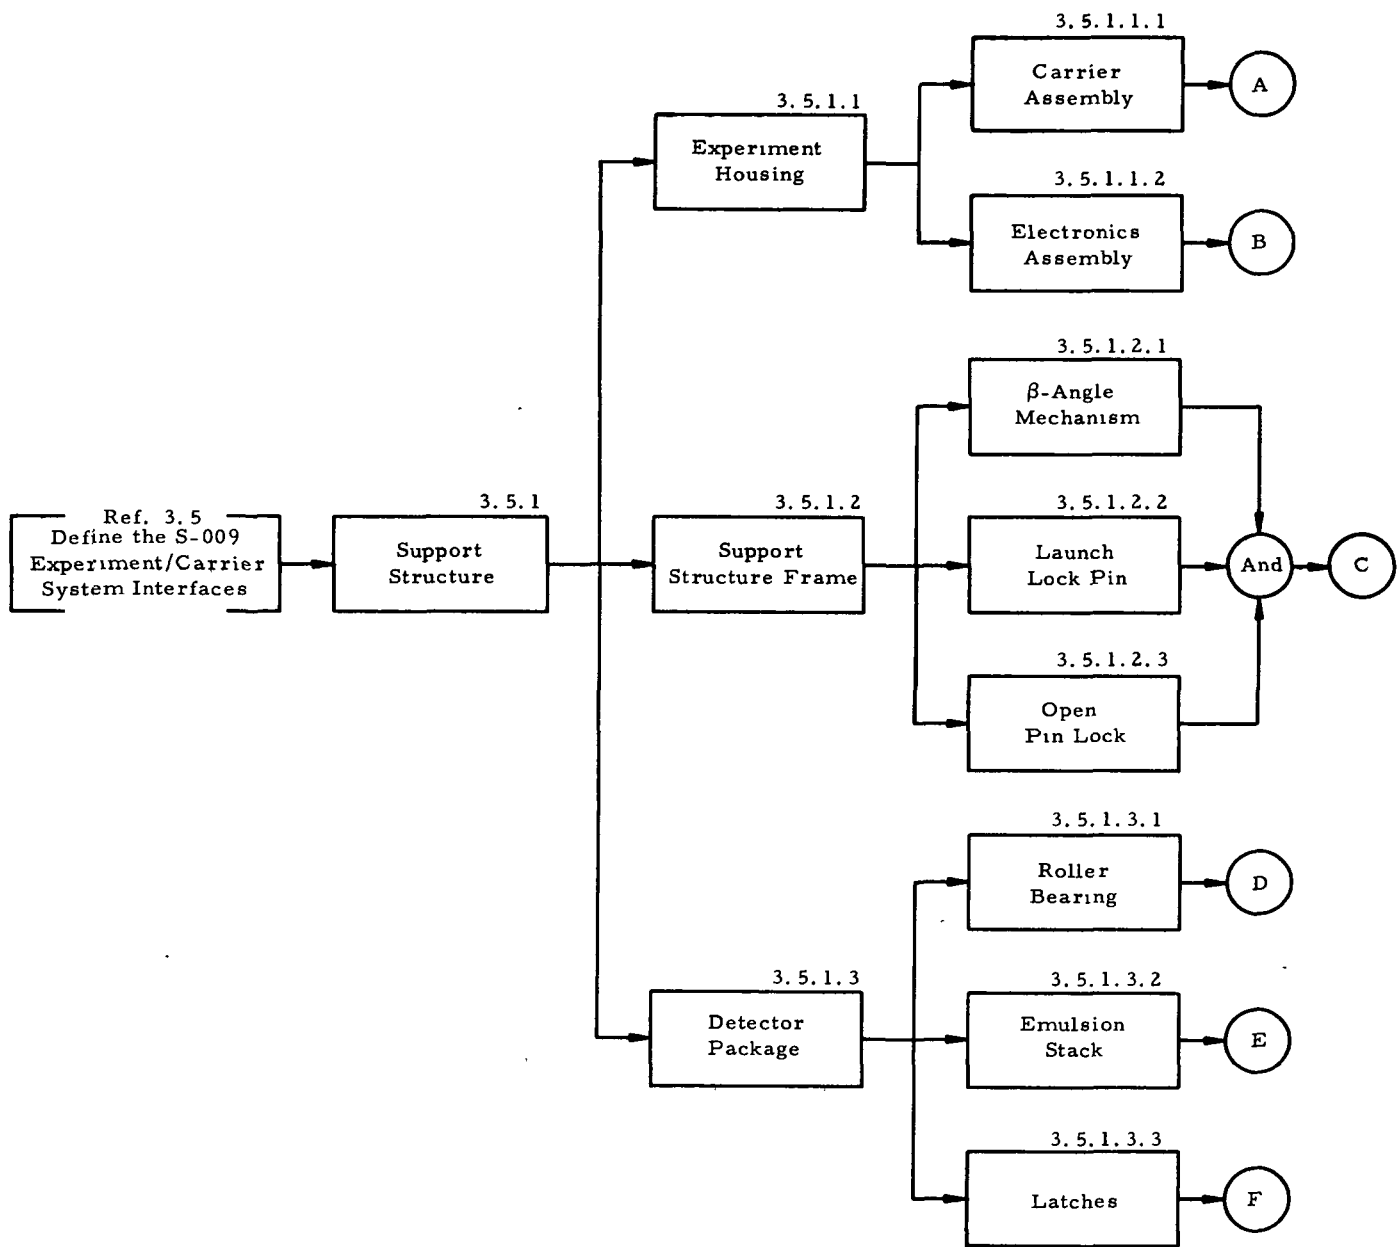 3.5.1.1.1
Carrier
Assembly
A
3.5.1.1
Experiment
Housing
3.5.1.1.2
Electronics
Assembly
B
3.5.1.2.1
β-Angle
Mechanism
Ref. 3.5
Define the S-009
Experiment/Carrier
System Interfaces
3.5.1
Support
Structure
3.5.1.2
Support
Structure Frame
3.5.1.2.2
Launch
Lock Pin
And
C
3.5.1.2.3
Open
Pin Lock
3.5.1.3.1
Roller
Bearing
D
3.5.1.3
Detector
Package
3.5.1.3.2
Emulsion
Stack
E
3.5.1.3.3
Latches
F